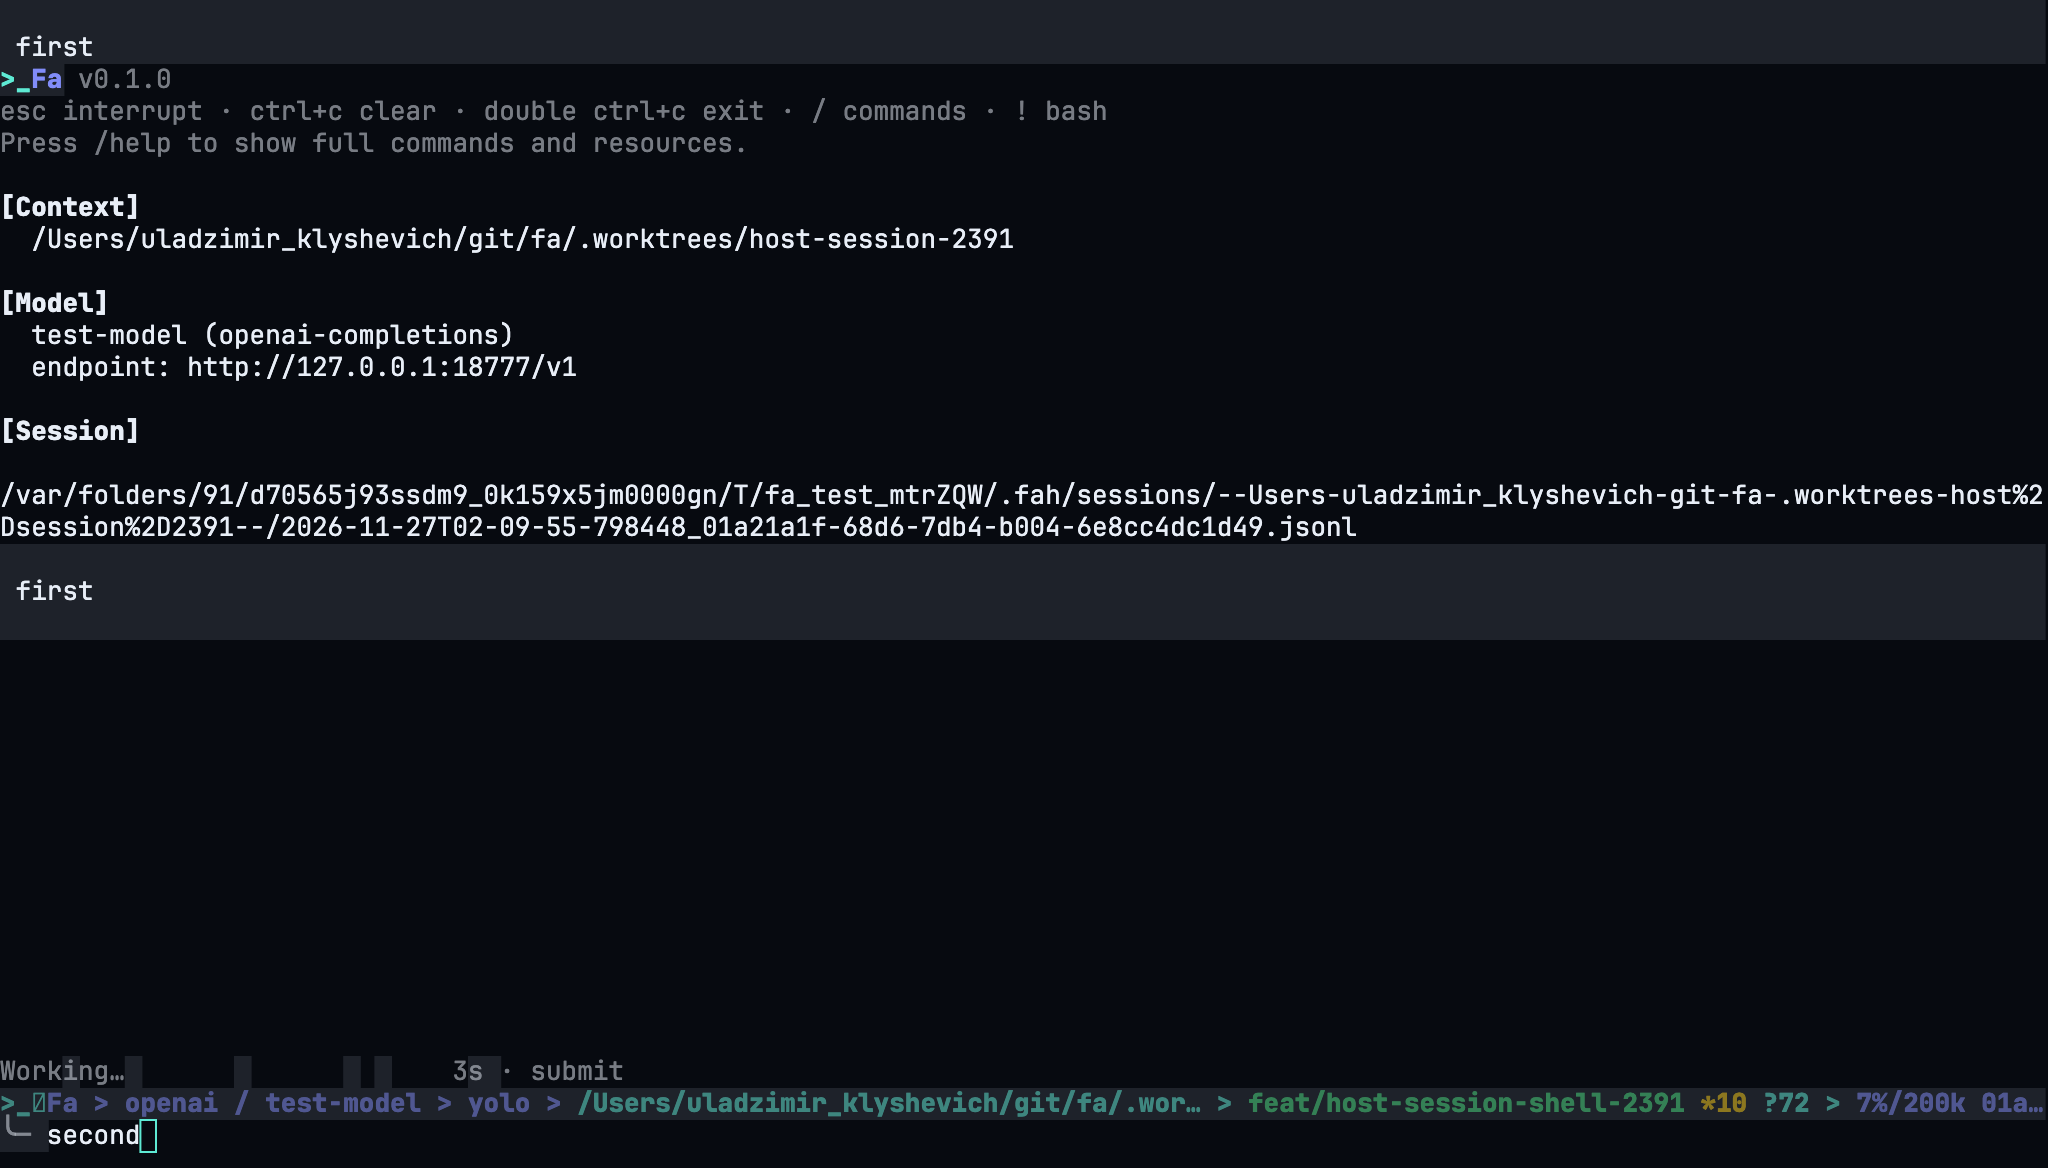 first
>_Fa v0.1.0
esc interrupt · ctrl+c clear · double ctrl+c exit · / commands · ! bash
Press /help to show full commands and resources.
[Context]
/Users/uladzimir_klyshevich/git/fa/.worktrees/host-session-2391
[Model]
test-model (openai-completions)
endpoint: http://127.0.0.1:18777/v1
[Session]
/var/folders/91/d70565j93ssdm9_0k159x5jm0000gn/T/fa_test_mtrZQW/.fah/sessions/--Users-uladzimir_klyshevich-git-fa-.worktrees-host%2
Dsession%2D2391--/2026-11-27T02-09-55-798448_01a21a1f-68d6-7db4-b004-6e8cc4dc1d49.jsonl
first
Working… 3s · submit
>_Fa > openai / test-model > yolo > /Users/uladzimir_klyshevich/git/fa/.wor… > feat/host-session-shell-2391 *10 ?72 > 7%/200k 01a…
second